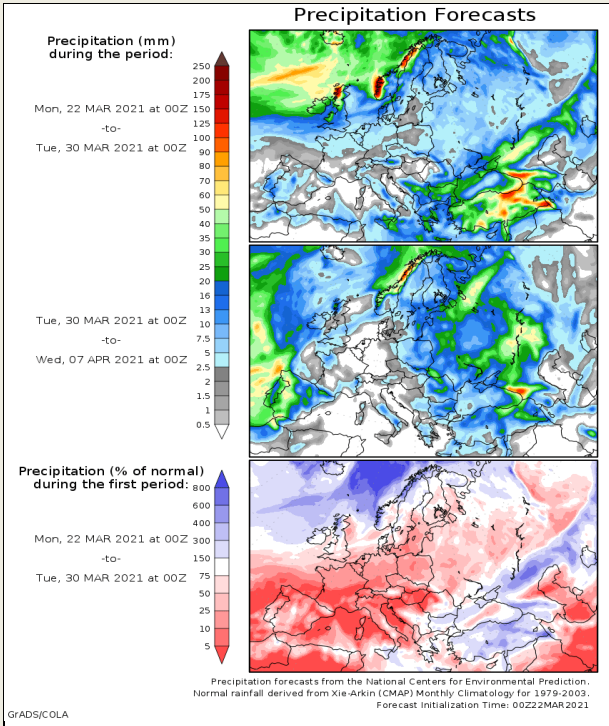 Precipitation Forecasts
Precipitation (mm)
during the period:
250
200
175
150
125
100
90
80
70
60
50
40
35
30
25
20
16
13
10
7.5
5
2.5
2
1.5
1
0.5
Mon, 22 MAR 2021 at 00Z
-to-
Tue, 30 MAR 2021 at 00Z
Tue, 30 MAR 2021 at 00Z
-to-
Wed, 07 APR 2021 at 00Z
Precipitation (% of normal)
during the first period:
800
600
400
300
150
75
50
25
10
5
Mon, 22 MAR 2021 at 00Z
-to-
Tue, 30 MAR 2021 at 00Z
Precipitation forecasts from the National Centers for Environmental Prediction.
Normal rainfall derived from Xie-Arkin (CMAP) Monthly Climatology for 1979-2003.
Forecast Initialization Time: 00Z22MAR2021
GrADS/COLA